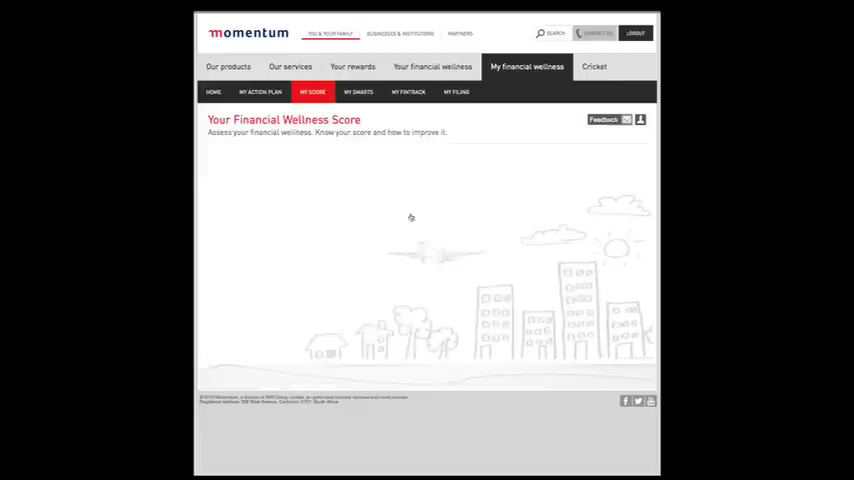 momentum
YOU & YOUR FAMILY BUSINESSES & INSTITUTIONS PARTNERS SEARCH CONTACT US LOGOUT
Our products Our services Your rewards Your financial wellness My financial wellness Cricket
HOME MY ACTION PLAN MY SCORE MY SMARTS MY FINTRACK MY FILING
Your Financial Wellness Score
Feedback
Assess your financial wellness. Know your score and how to improve it.